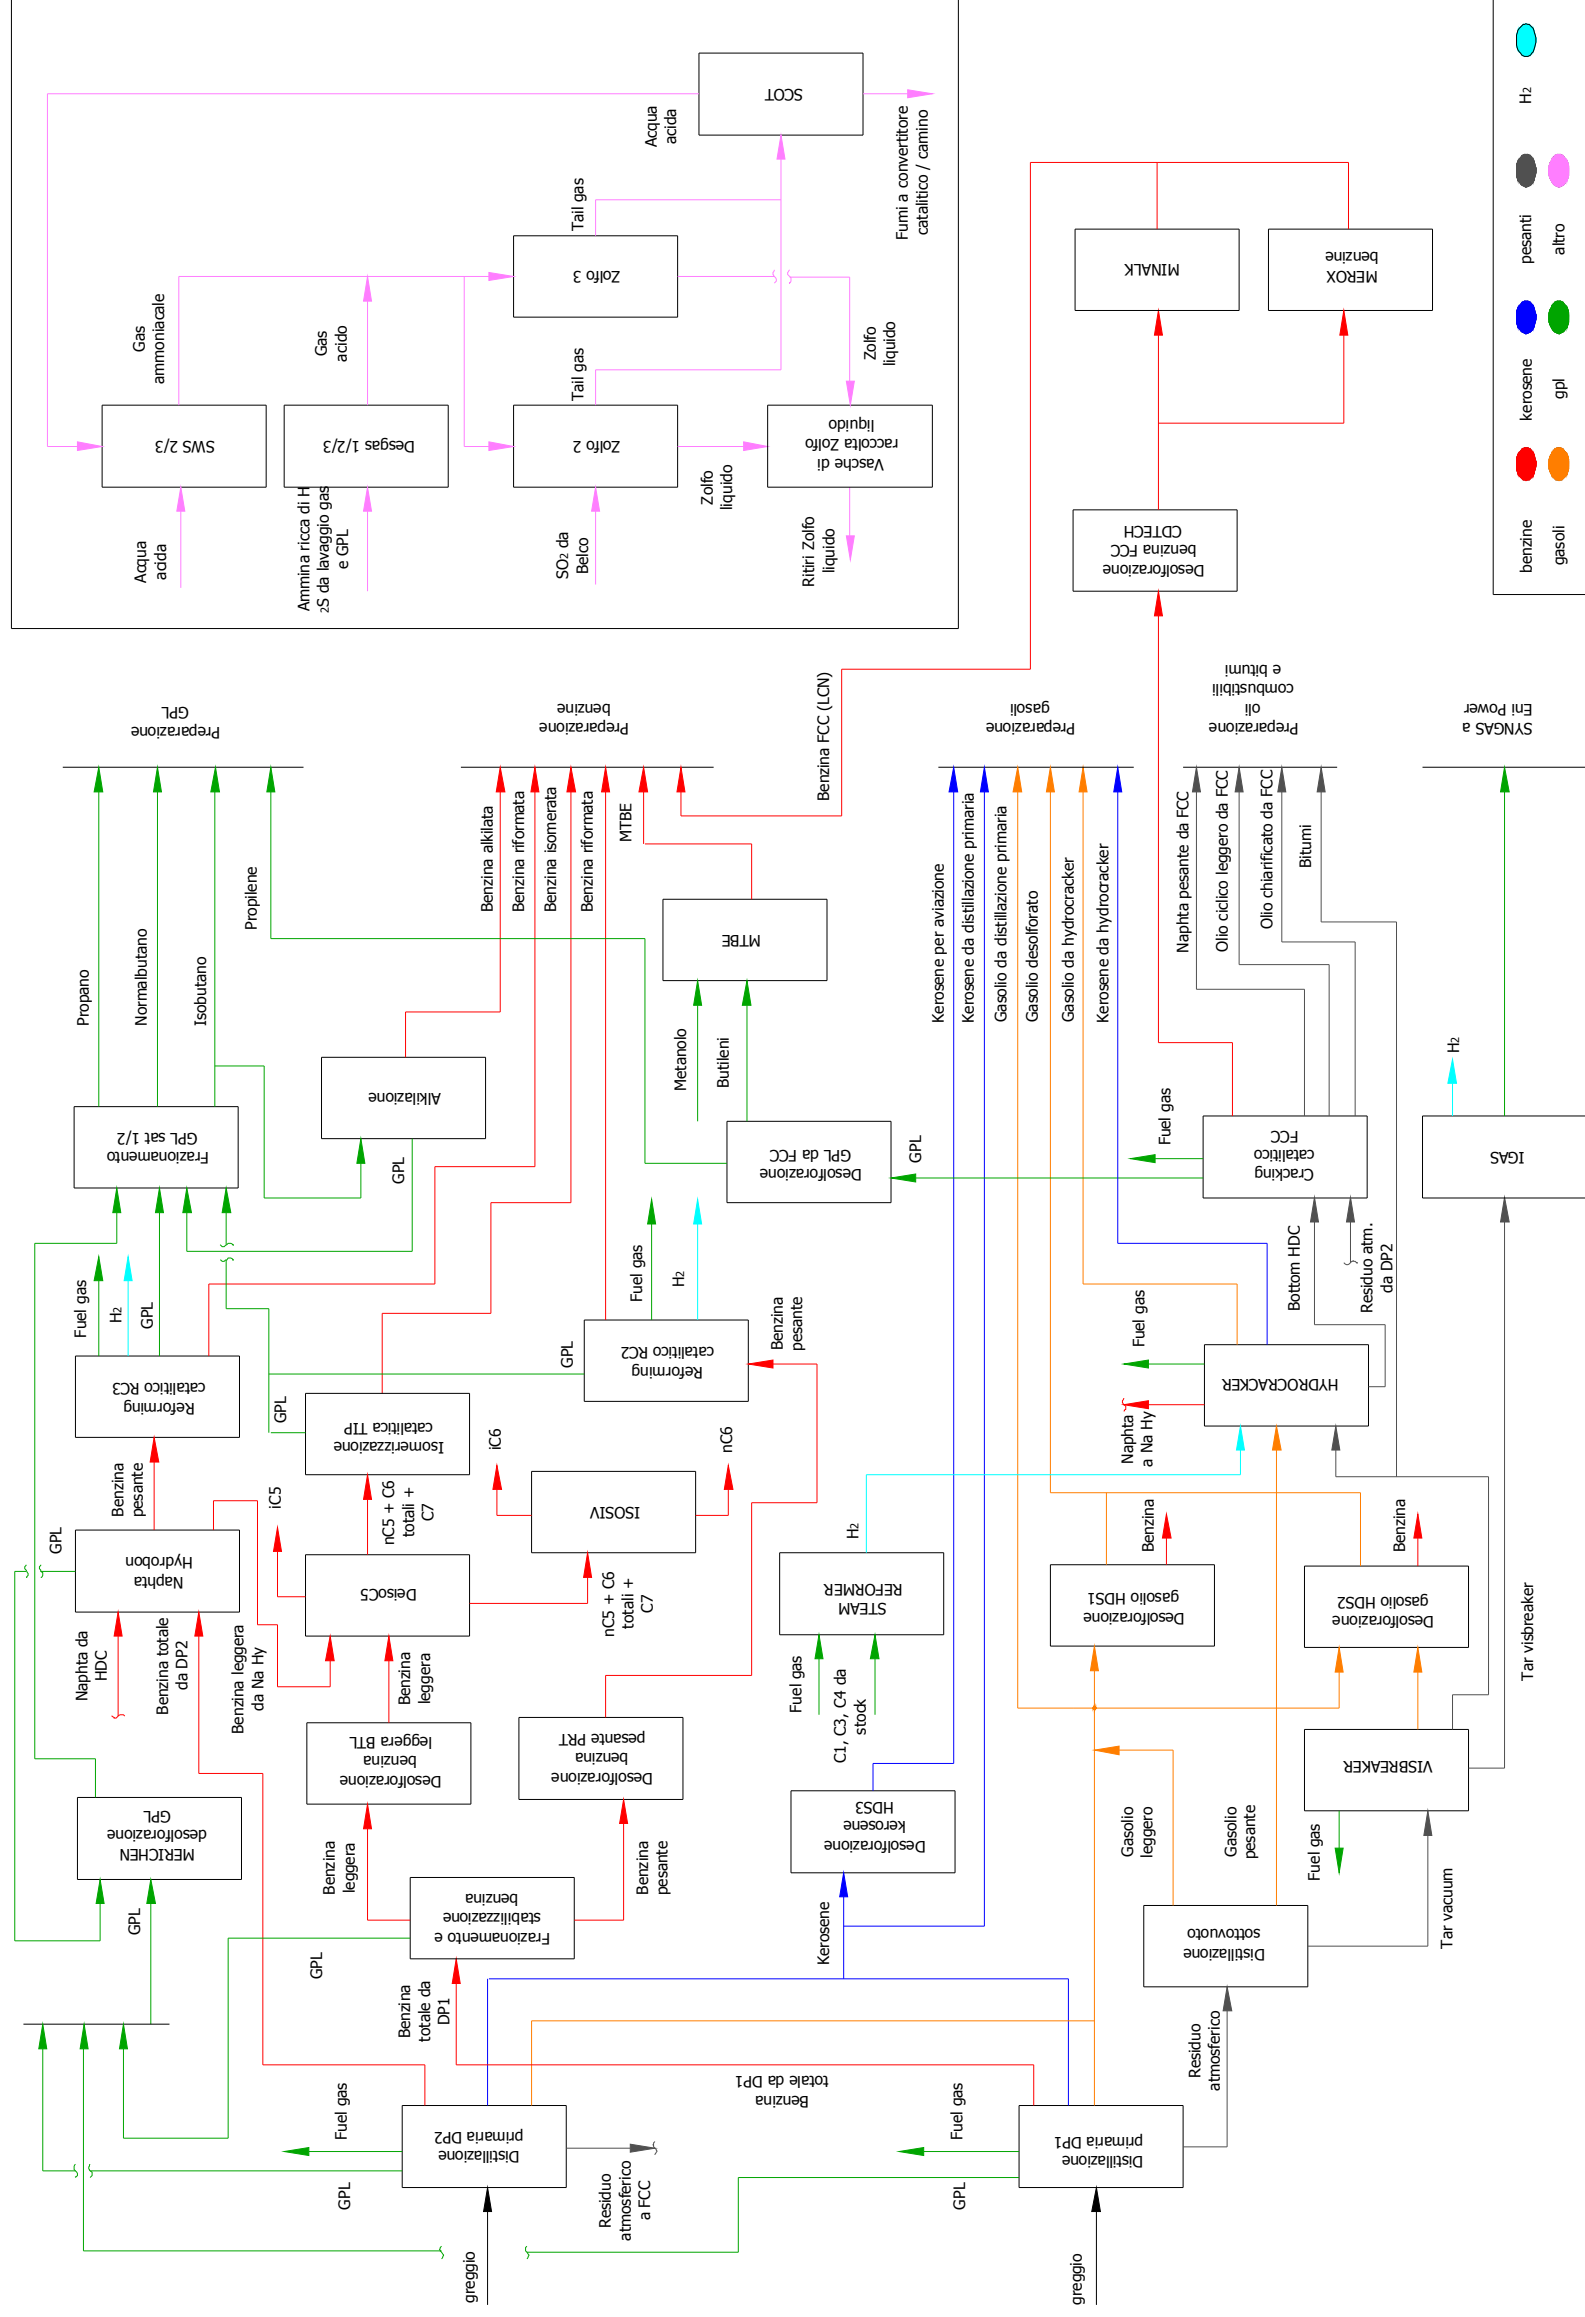 H2
pesanti
altro
kerosene
gpl
benzine
gasoli
SCOT
Acqua
acida
Fumi a convertitore
catalitico / camino
Tail gas
Zolfo 3
Gas
ammoniacale
Gas
acido
Zolfo
liquido
SWS 2/3
Desgas 1/2/3
Zolfo 2
Tail gas
Vasche di
raccolta Zolfo
liquido
Acqua
acida
Ammina ricca di H
2S da lavaggio gas
e GPL
SO2 da
Belco
Zolfo
liquido
Ritiri Zolfo
liquido
MINALK
MEROX
benzine
Desolforazione
benzina FCC
CDTECH
Preparazione
GPL
Preparazione
benzine
Benzina FCC (LCN)
Preparazione
gasoli
Preparazione
oli
combustibili
e bitumi
SYNGAS a
Eni Power
Propano
Normalbutano
Isobutano
Propilene
Benzina alkilata
Benzina riformata
Benzina isomerata
Benzina riformata
MTBE
MTBE
Metanolo
Butileni
Kerosene per aviazione
Kerosene da distillazione primaria
Gasolio da distillazione primaria
Gasolio desolforato
Gasolio da hydrocracker
Kerosene da hydrocracker
Naphta pesante da FCC
Olio ciclico leggero da FCC
Olio chiarificato da FCC
Bitumi
H2
Frazionamento
GPL sat 1/2
Alkilazione
GPL
Desolforazione
GPL da FCC
GPL
Fuel gas
Cracking
catalitico
FCC
IGAS
Fuel gas
H2
GPL
Reforming
catalitico RC3
GPL
Isomerizzazione
catalitica TIP
GPL
Reforming
catalitico RC2
Fuel gas
H2
Benzina
pesante
Bottom HDC
Residuo atm.
da DP2
Fuel gas
HYDROCRACKER
Naphta
a Na Hy
Benzina
pesante
iC5
nC5 + C6
totali +
C7
iC6
ISOSIV
nC6
GPL
Naphta
Hydrobon
DeisoC5
nC5 + C6
totali +
C7
H2
STEAM
REFORMER
Benzina
Desolforazione
gasolio HDS1
Benzina
Desolforazione
gasolio HDS2
Naphta da
HDC
Benzina totale
da DP2
Benzina leggera
da Na Hy
Benzina
leggera
Fuel gas
C1, C3, C4 da
stock
Tar visbreaker
Desolforazione
benzina
leggera BTL
Desolforazione
benzina
pesante PRT
VISBREAKER
MERICHEN
desolforazione
GPL
Desolforazione
kerosene
HDS3
Gasolio
leggero
Gasolio
pesante
Fuel gas
GPL
Benzina
leggera
Frazionamento e
stabilizzazione
benzina
Benzina
pesante
Kerosene
Distillazione
sottovuoto
Tar vacuum
GPL
Benzina
totale da
DP1
Residuo
atmosferico
Fuel gas
Distillazione
primaria DP2
Benzina
totale da DP1
Fuel gas
Distillazione
primaria DP1
GPL
Residuo
atmosferico
a FCC
GPL
greggio
greggio